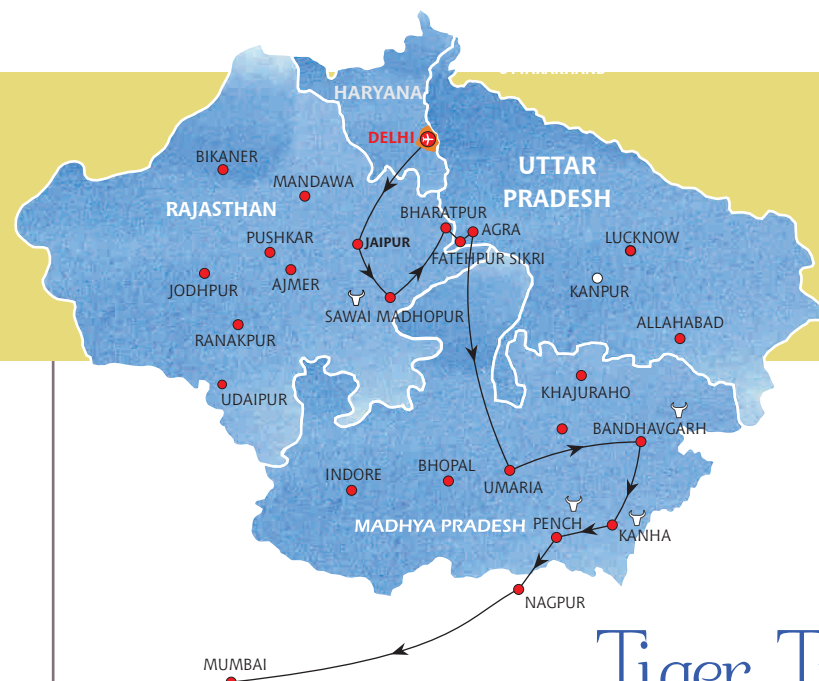 HARYANA
DELHI
BIKANER
MANDAWA
UTTAR
PRADESH
RAJASTHAN
BHARATPUR
AGRA
PUSHKAR
JAIPUR
LUCKNOW
FATEHPUR SIKRI
AJMER
JODHPUR
KANPUR
SAWAI MADHOPUR
ALLAHABAD
RANAKPUR
UDAIPUR
KHAJURAHO
BANDHAVGARH
BHOPAL
INDORE
UMARIA
MADHYA PRADESH
PENCH
KANHA
NAGPUR
MUMBAI
Tiger